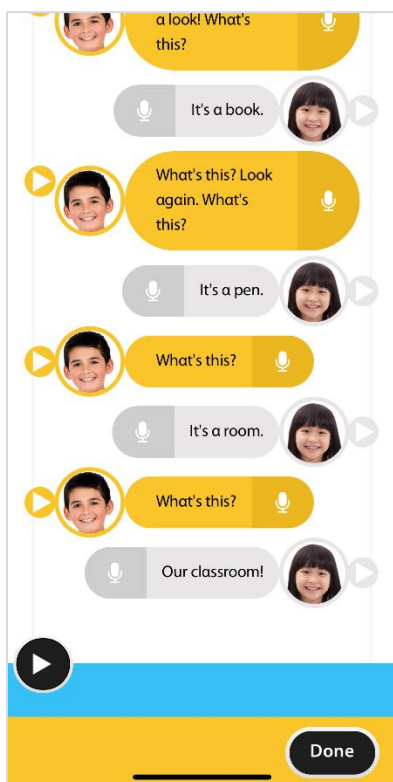 a look! What's
this?
It's a book.
What's this? Look
again. What's
this?
It's a pen.
What's this?
It's a room.
What's this?
Our classroom!
Done